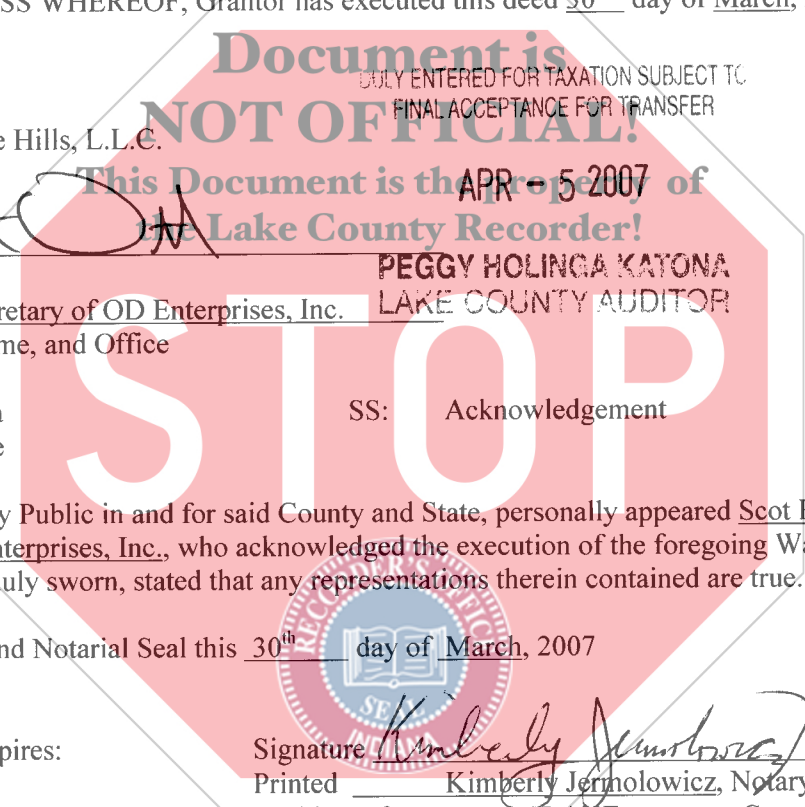 SS WHEREOF, Grantor has executed this deed 30 day of March,
Document is
DULY ENTERED FOR TAXATION SUBJECT TO
FINAL ACCEPTANCE FOR TRANSFER
NOT OFFICIAL!
e Hills, L.L.C.
This Document is the property of
APR - 5 2007
the Lake County Recorder!
PEGGY HOLINGA KATONA
LAKE COUNTY AUDITOR
retary of OD Enterprises, Inc.
me, and Office
STOP
a
SS: Acknowledgement
e
y Public in and for said County and State, personally appeared Scot
nterprises, Inc., who acknowledged the execution of the foregoing Wa
uly sworn, stated that any representations therein contained are true.
RECORDER'S OFFICE
nd Notarial Seal this 30th day of March, 2007
SEAL
INDIANA
pires:
Signature Kimberly Jermolowicz
Printed Kimberly Jermolowicz, Notary